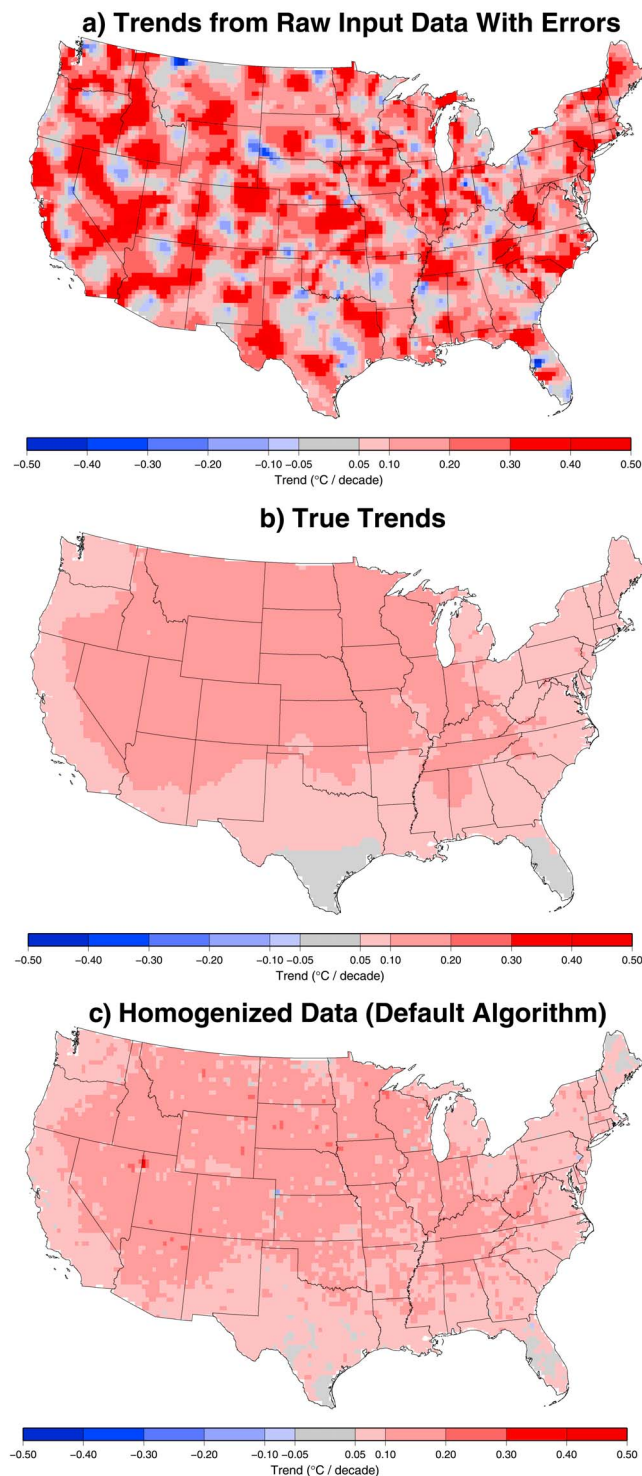 a) Trends from Raw Input Data With Errors
−0.50 −0.40 −0.30 −0.20 −0.10 −0.05 0.05 0.10 0.20 0.30 0.40 0.50
Trend (°C / decade)
b) True Trends
−0.50 −0.40 −0.30 −0.20 −0.10 −0.05 0.05 0.10 0.20 0.30 0.40 0.50
Trend (°C / decade)
c) Homogenized Data (Default Algorithm)
−0.50 −0.40 −0.30 −0.20 −0.10 −0.05 0.05 0.10 0.20 0.30 0.40 0.50
Trend (°C / decade)